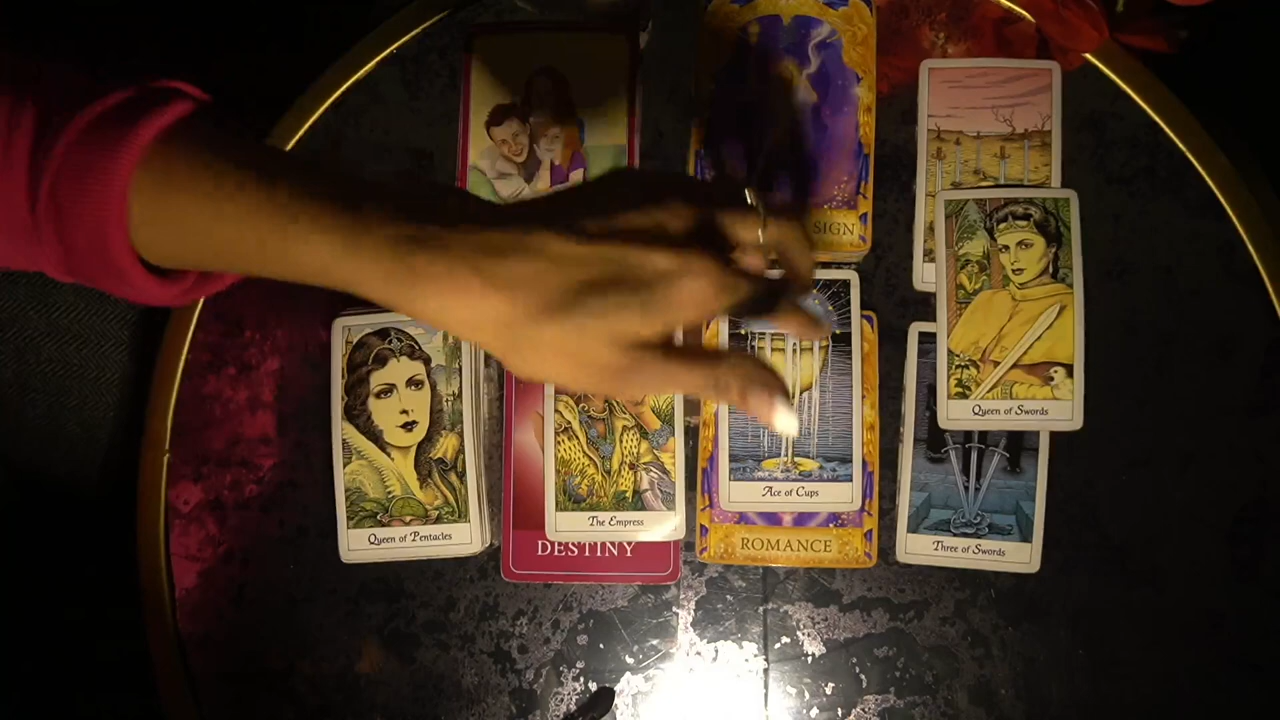 SIGN
Queen of Swords
Queen of Pentacles
The Empress
Ace of Cups
Three of Swords
DESTINY
ROMANCE